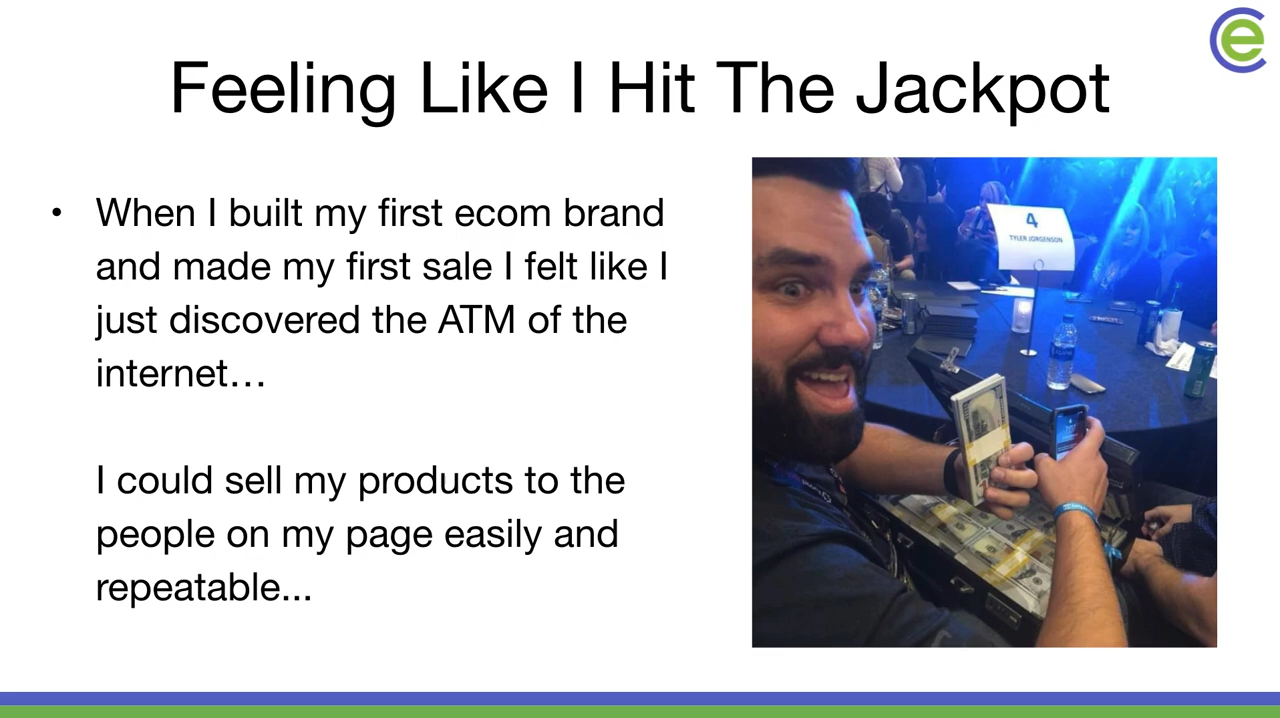 Feeling Like I Hit The Jackpot
• When I built my first ecom brand
and made my first sale I felt like I
just discovered the ATM of the
internet…
I could sell my products to the
people on my page easily and
repeatable...
4
TYLER JORGENSON